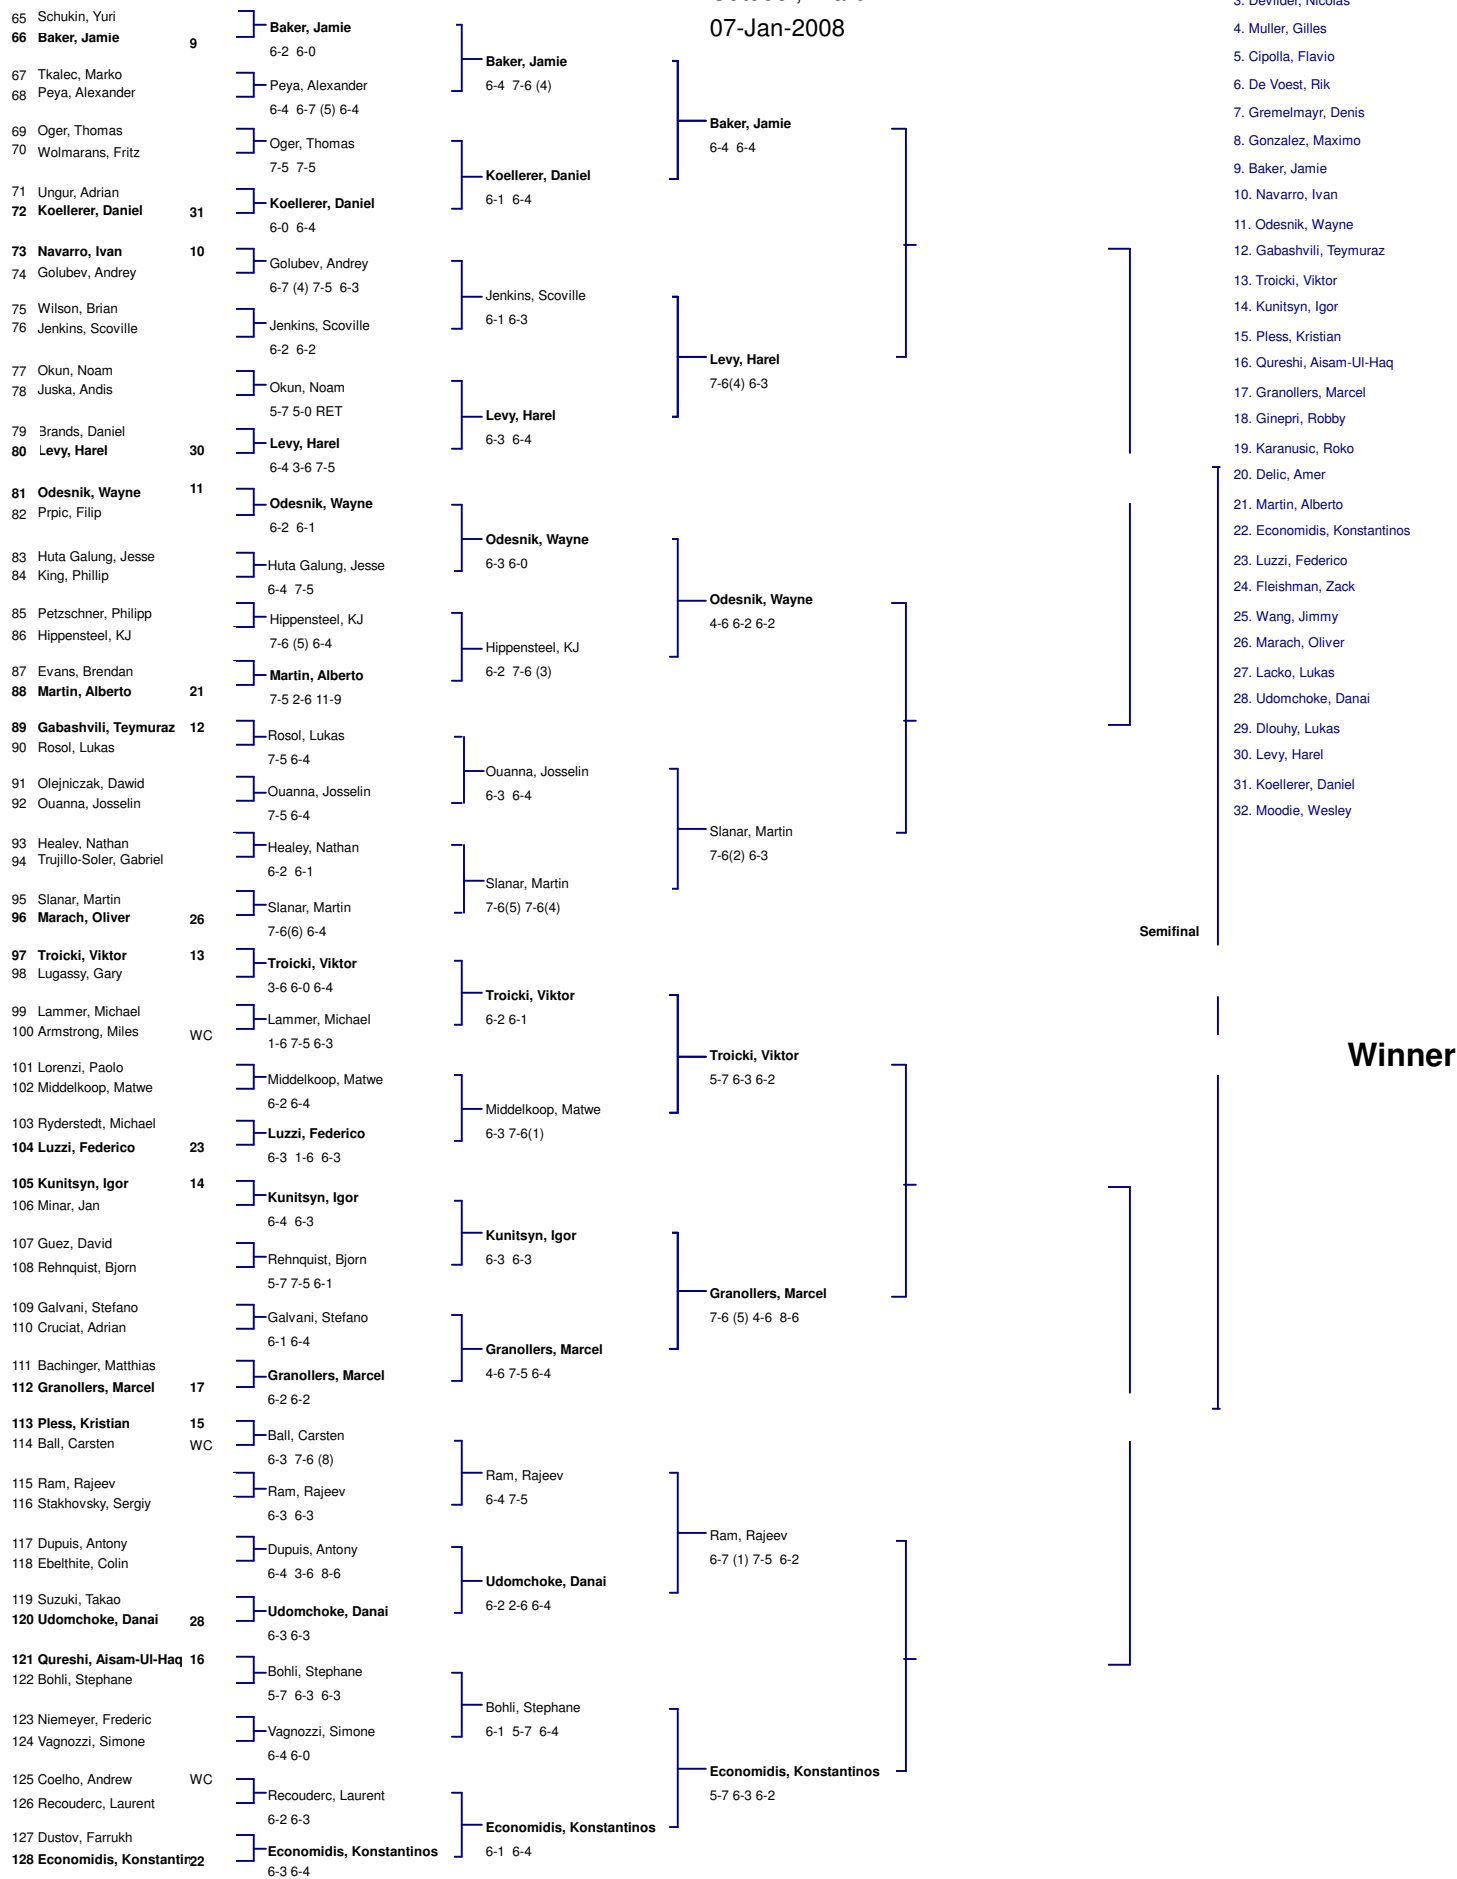 07-Jan-2008
65 Schukin, Yuri
66 Baker, Jamie 9
67 Tkalec, Marko
68 Peya, Alexander
69 Oger, Thomas
70 Wolmarans, Fritz
71 Ungur, Adrian
72 Koellerer, Daniel 31
73 Navarro, Ivan 10
74 Golubev, Andrey
75 Wilson, Brian
76 Jenkins, Scoville
77 Okun, Noam
78 Juska, Andis
79 Brands, Daniel
80 Levy, Harel 30
81 Odesnik, Wayne 11
82 Prpic, Filip
83 Huta Galung, Jesse
84 King, Phillip
85 Petzschner, Philipp
86 Hippensteel, KJ
87 Evans, Brendan
88 Martin, Alberto 21
89 Gabashvili, Teymuraz 12
90 Rosol, Lukas
91 Olejniczak, Dawid
92 Ouanna, Josselin
93 Healey, Nathan
94 Trujillo-Soler, Gabriel
95 Slanar, Martin
96 Marach, Oliver 26
97 Troicki, Viktor 13
98 Lugassy, Gary
99 Lammer, Michael
100 Armstrong, Miles WC
101 Lorenzi, Paolo
102 Middelkoop, Matwe
103 Ryderstedt, Michael
104 Luzzi, Federico 23
105 Kunitsyn, Igor 14
106 Minar, Jan
107 Guez, David
108 Rehnquist, Bjorn
109 Galvani, Stefano
110 Cruciat, Adrian
111 Bachinger, Matthias
112 Granollers, Marcel 17
113 Pless, Kristian 15
114 Ball, Carsten WC
115 Ram, Rajeev
116 Stakhovsky, Sergiy
117 Dupuis, Antony
118 Ebelthite, Colin
119 Suzuki, Takao
120 Udomchoke, Danai 28
121 Qureshi, Aisam-Ul-Haq 16
122 Bohli, Stephane
123 Niemeyer, Frederic
124 Vagnozzi, Simone
125 Coelho, Andrew WC
126 Recouderc, Laurent
127 Dustov, Farrukh
128 Economidis, Konstantin 22
Baker, Jamie
6-2 6-0
Peya, Alexander
6-4 6-7 (5) 6-4
Oger, Thomas
7-5 7-5
Koellerer, Daniel
6-0 6-4
Golubev, Andrey
6-7 (4) 7-5 6-3
Jenkins, Scoville
6-2 6-2
Okun, Noam
5-7 5-0 RET
Levy, Harel
6-4 3-6 7-5
Odesnik, Wayne
6-2 6-1
Huta Galung, Jesse
6-4 7-5
Hippensteel, KJ
7-6 (5) 6-4
Martin, Alberto
7-5 2-6 11-9
Rosol, Lukas
7-5 6-4
Ouanna, Josselin
7-5 6-4
Healey, Nathan
6-2 6-1
Slanar, Martin
7-6(6) 6-4
Troicki, Viktor
3-6 6-0 6-4
Lammer, Michael
1-6 7-5 6-3
Middelkoop, Matwe
6-2 6-4
Luzzi, Federico
6-3 1-6 6-3
Kunitsyn, Igor
6-4 6-3
Rehnquist, Bjorn
5-7 7-5 6-1
Galvani, Stefano
6-1 6-4
Granollers, Marcel
6-2 6-2
Ball, Carsten
6-3 7-6 (8)
Ram, Rajeev
6-3 6-3
Dupuis, Antony
6-4 3-6 8-6
Udomchoke, Danai
6-3 6-3
Bohli, Stephane
5-7 6-3 6-3
Vagnozzi, Simone
6-4 6-0
Recouderc, Laurent
6-2 6-3
Economidis, Konstantinos
6-3 6-4
Baker, Jamie
6-4 7-6 (4)
Koellerer, Daniel
6-1 6-4
Jenkins, Scoville
6-1 6-3
Levy, Harel
6-3 6-4
Odesnik, Wayne
6-3 6-0
Hippensteel, KJ
6-2 7-6 (3)
Ouanna, Josselin
6-3 6-4
Slanar, Martin
7-6(5) 7-6(4)
Troicki, Viktor
6-2 6-1
Middelkoop, Matwe
6-3 7-6(1)
Kunitsyn, Igor
6-3 6-3
Granollers, Marcel
4-6 7-5 6-4
Ram, Rajeev
6-4 7-5
Udomchoke, Danai
6-2 2-6 6-4
Bohli, Stephane
6-1 5-7 6-4
Economidis, Konstantinos
6-1 6-4
Baker, Jamie
6-4 6-4
Levy, Harel
7-6(4) 6-3
Odesnik, Wayne
4-6 6-2 6-2
Slanar, Martin
7-6(2) 6-3
Troicki, Viktor
5-7 6-3 6-2
Granollers, Marcel
7-6 (5) 4-6 8-6
Ram, Rajeev
6-7 (1) 7-5 6-2
Economidis, Konstantinos
5-7 6-3 6-2
Semifinal
Winner
3. Devilder, Nicolas
4. Muller, Gilles
5. Cipolla, Flavio
6. De Voest, Rik
7. Gremelmayr, Denis
8. Gonzalez, Maximo
9. Baker, Jamie
10. Navarro, Ivan
11. Odesnik, Wayne
12. Gabashvili, Teymuraz
13. Troicki, Viktor
14. Kunitsyn, Igor
15. Pless, Kristian
16. Qureshi, Aisam-Ul-Haq
17. Granollers, Marcel
18. Ginepri, Robby
19. Karanusic, Roko
20. Delic, Amer
21. Martin, Alberto
22. Economidis, Konstantinos
23. Luzzi, Federico
24. Fleishman, Zack
25. Wang, Jimmy
26. Marach, Oliver
27. Lacko, Lukas
28. Udomchoke, Danai
29. Dlouhy, Lukas
30. Levy, Harel
31. Koellerer, Daniel
32. Moodie, Wesley